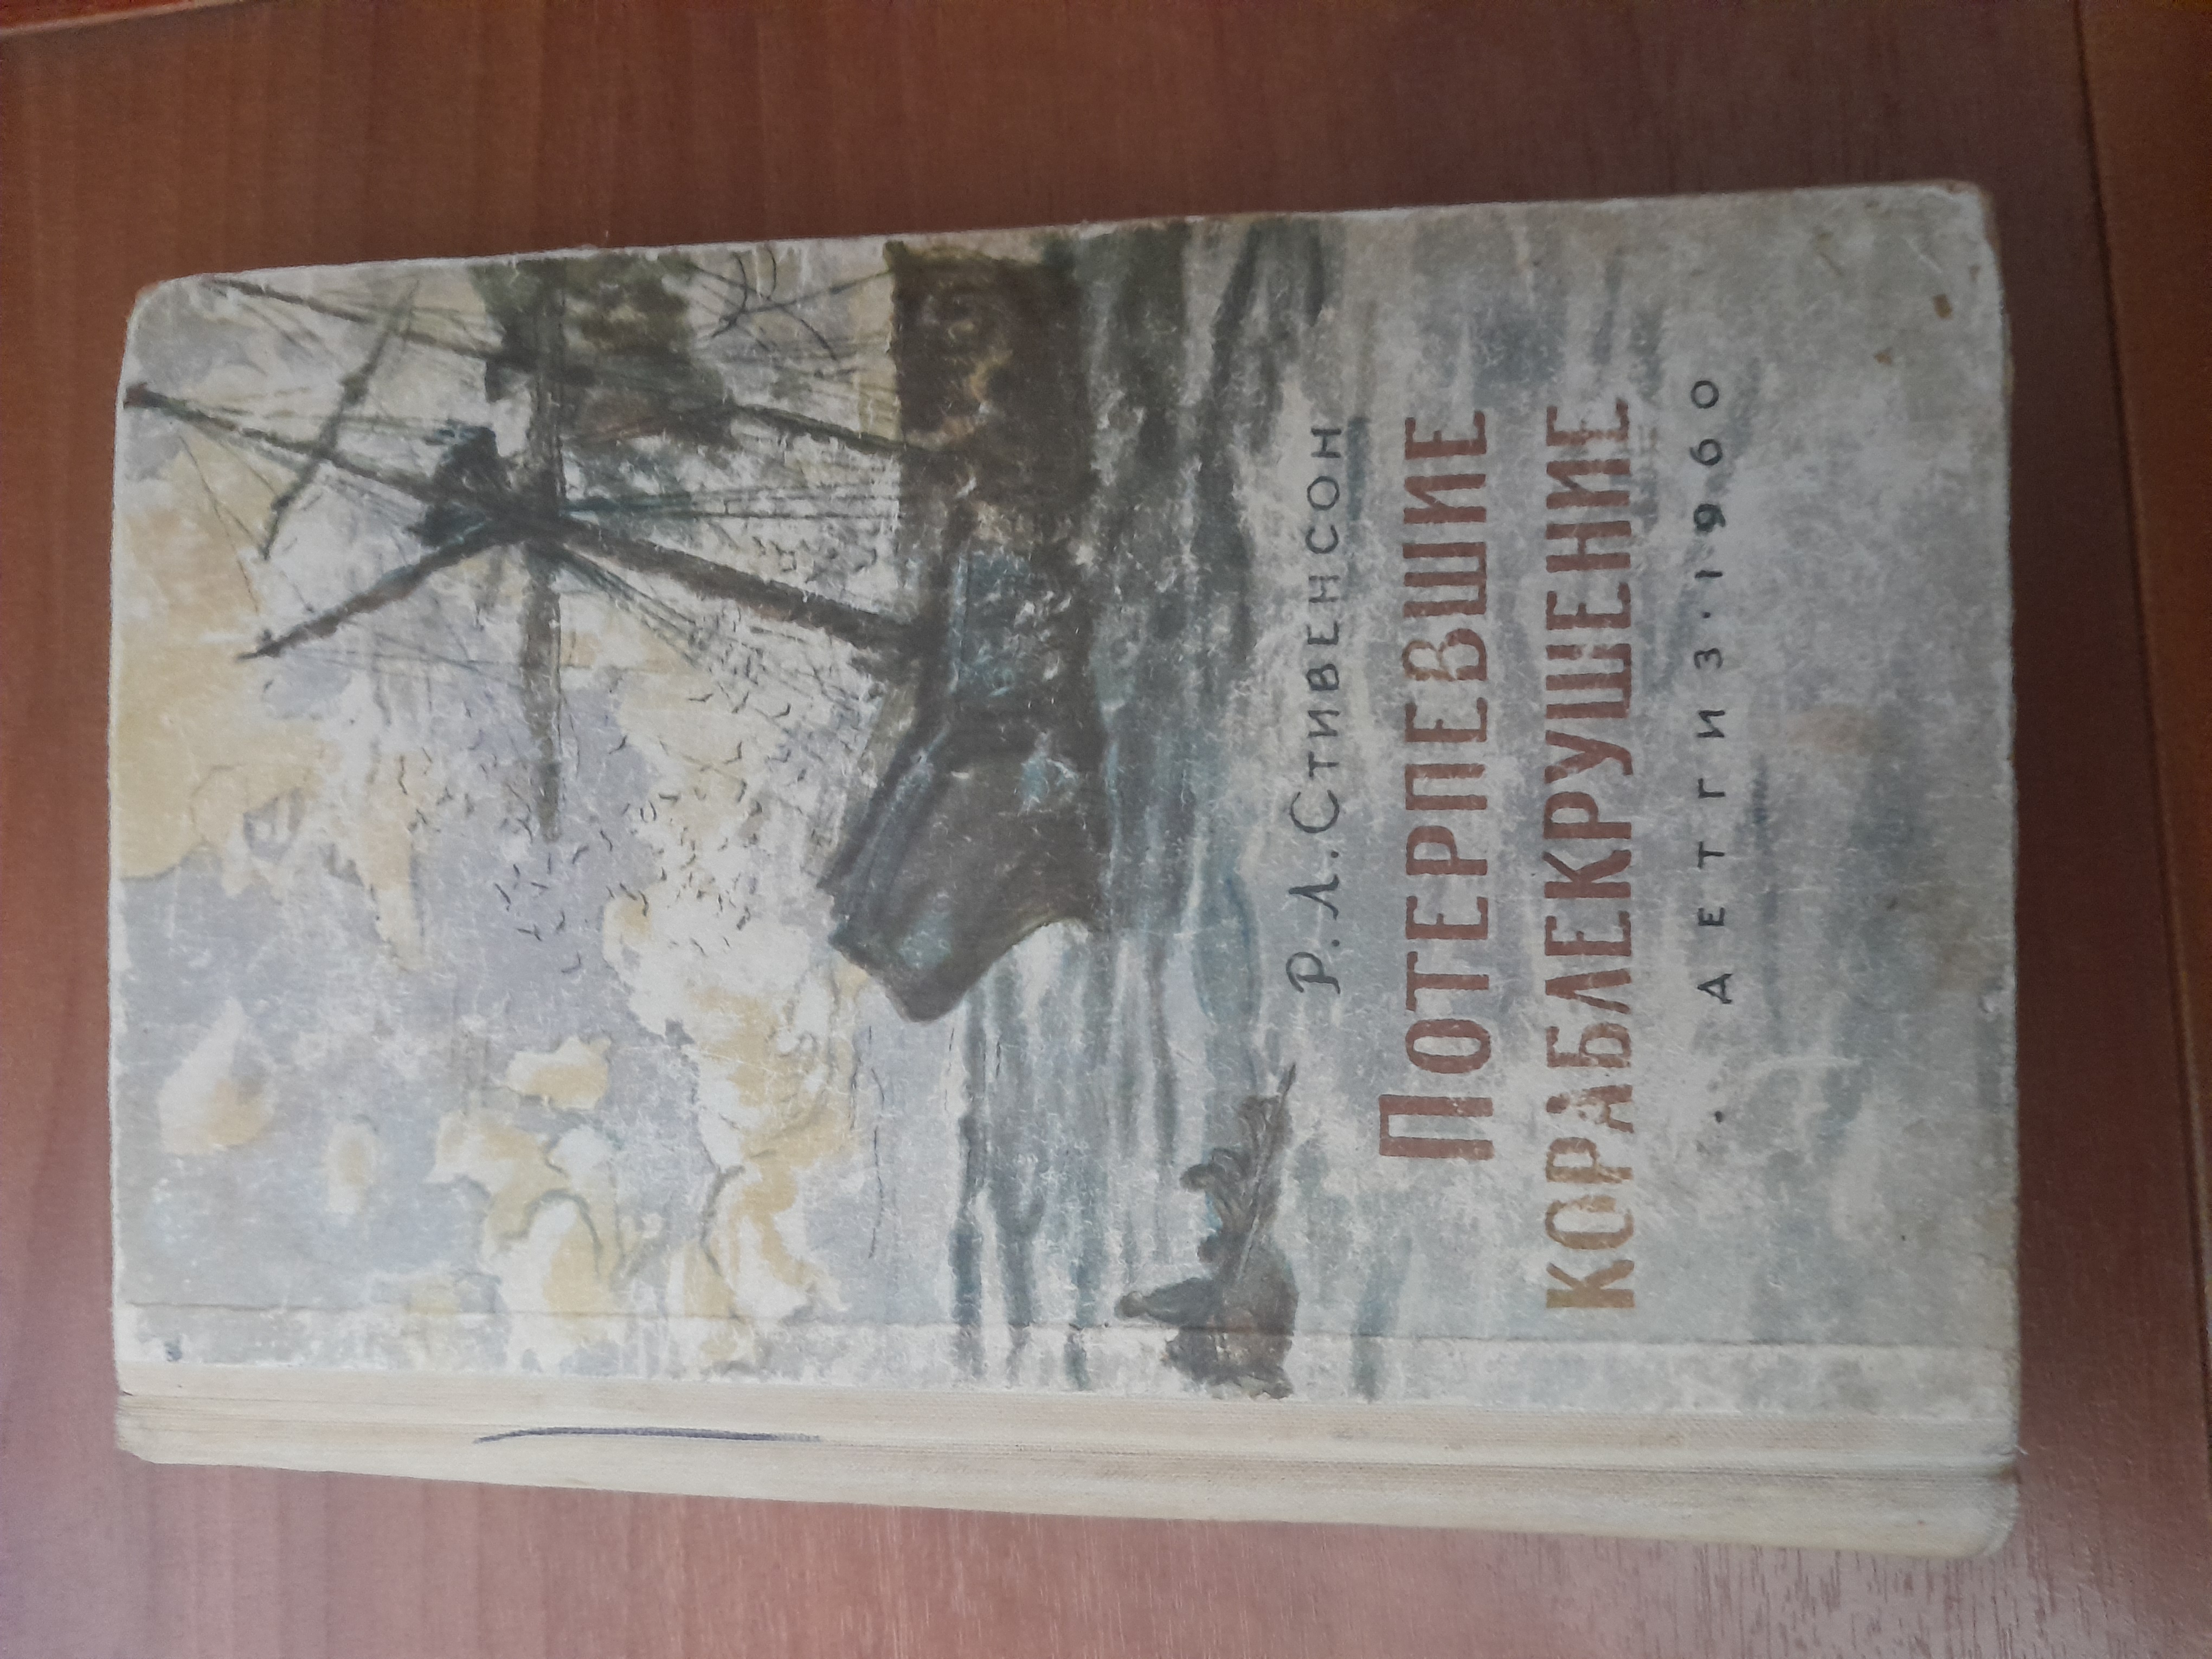 Р. Л. Стивенсон
Потерпевшие
кораблекрушение
Детгиз · 1960